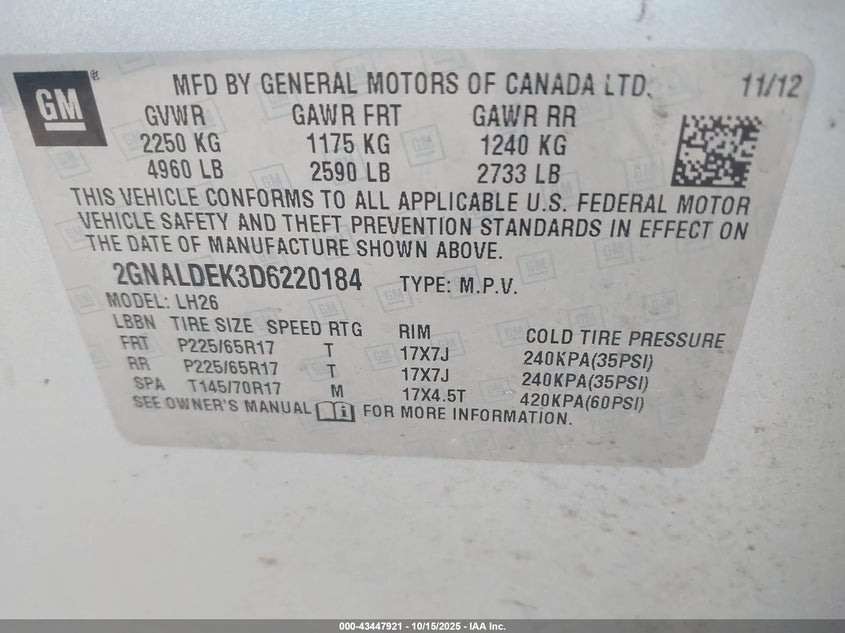 GM ® MFD BY GENERAL MOTORS OF CANADA LTD. 11/12
GVWR GAWR FRT GAWR RR
2250 KG 1175 KG 1240 KG
4960 LB 2590 LB 2733 LB
THIS VEHICLE CONFORMS TO ALL APPLICABLE U.S. FEDERAL MOTOR
VEHICLE SAFETY AND THEFT PREVENTION STANDARDS IN EFFECT ON
THE DATE OF MANUFACTURE SHOWN ABOVE.
2GNALDEK3D6220184 TYPE: M.P.V.
MODEL: LH26
LBBN TIRE SIZE SPEED RTG RIM COLD TIRE PRESSURE
FRT P225/65R17 T 17X7J 240KPA(35PSI)
RR P225/65R17 T 17X7J 240KPA(35PSI)
SPA T145/70R17 M 17X4.5T 420KPA(60PSI)
SEE OWNER'S MANUAL FOR MORE INFORMATION.
000-43447921 - 10/15/2025 - IAA Inc.